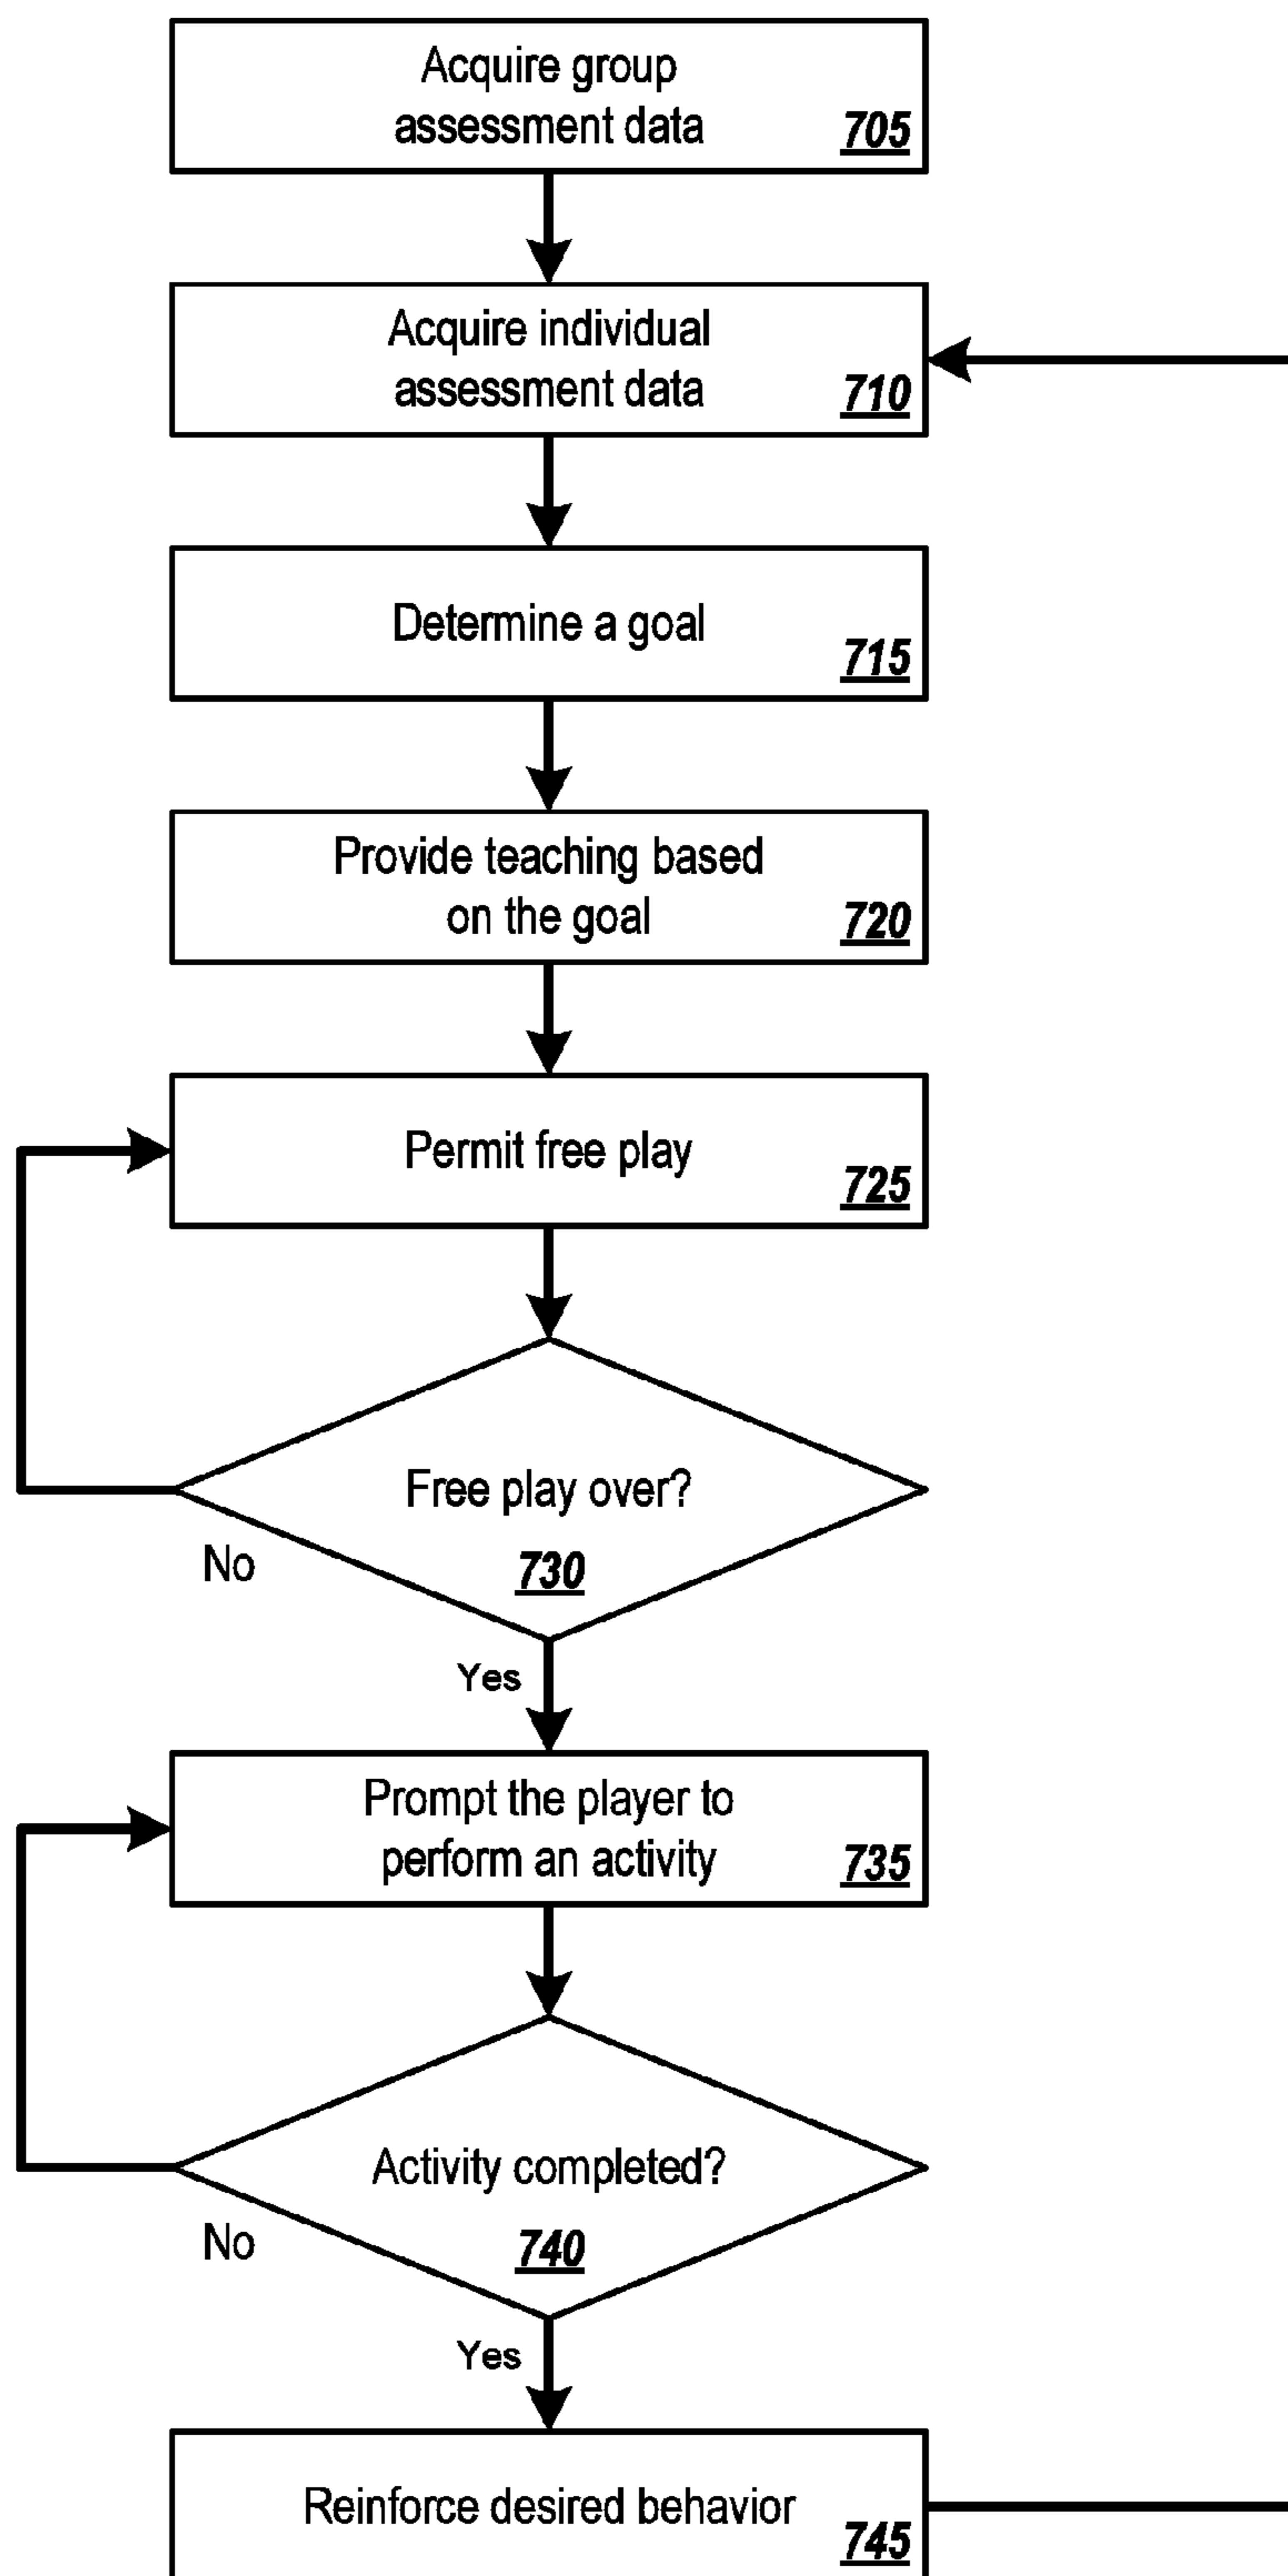 Acquire group
assessment data
705
Acquire individual
assessment data
710
Determine a goal
715
Provide teaching based
on the goal
720
Permit free play
725
Free play over?
730
No
Yes
Prompt the player to
perform an activity
735
Activity completed?
740
No
Yes
Reinforce desired behavior
745